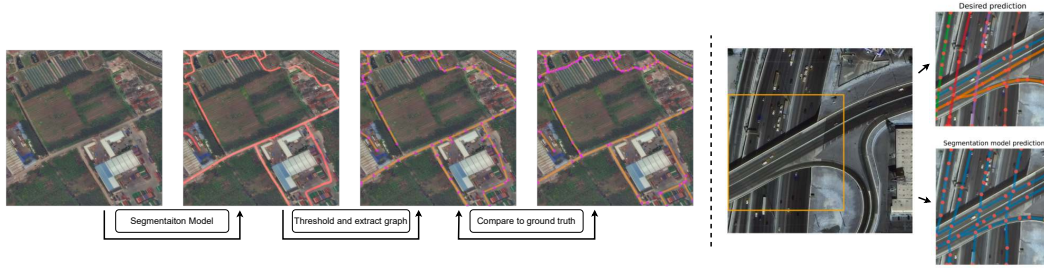 Segmentaiton Model
Threshold and extract graph
Compare to ground truth
Desired prediction
Segmentation model prediction